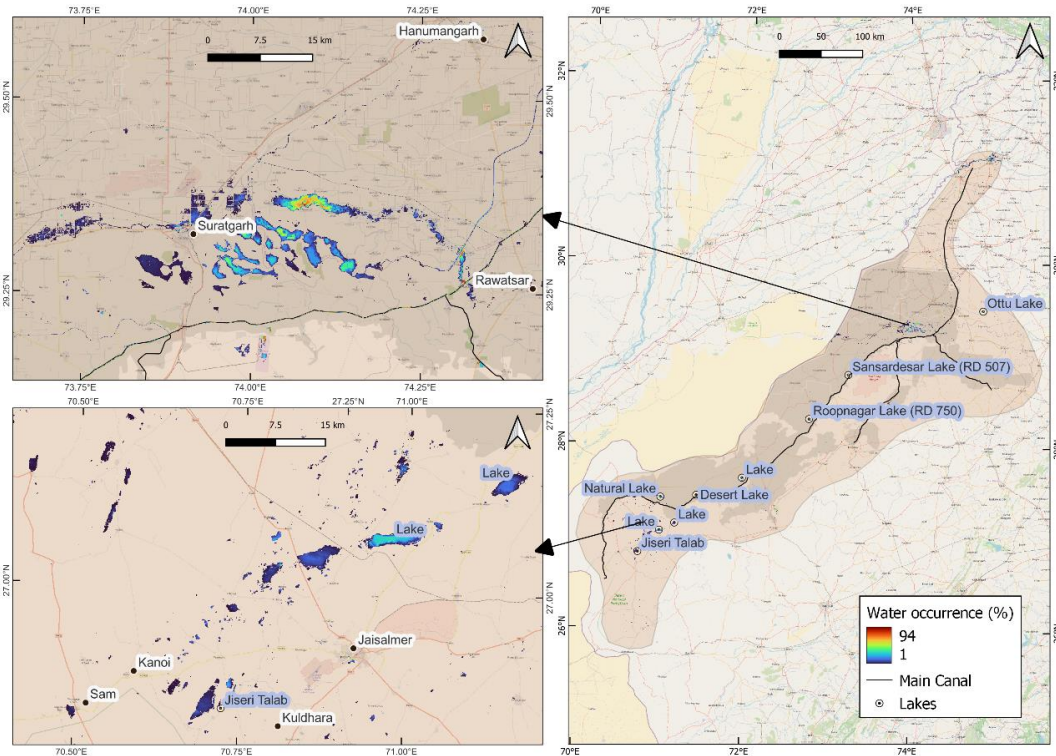 73.75°E
74.00°E
74.25°E
Hanumangarh
0 7.5 15 km
29.50°N
29.50°N
Suratgarh
29.25°N
29.25°N
Rawatsar
73.75°E
74.00°E
74.25°E
70.50°E
70.75°E
27.25°N
71.00°E
27.25°N
0 7.5 15 km
Lake
Lake
27.00°N
27.00°N
Jaisalmer
Kanoi
Sam
Jiseri Talab
Kuldhara
70.50°E
70.75°E
71.00°E
70°E
72°E
74°E
0 50 100 km
32°N
32°N
30°N
30°N
Ottu Lake
Sansardesar Lake (RD 507)
Roopnagar Lake (RD 750)
28°N
28°N
Lake
Natural Lake
Desert Lake
Lake
Lake
Jiseri Talab
26°N
26°N
Water occurrence (%)
94
1
Main Canal
Lakes
70°E
72°E
74°E